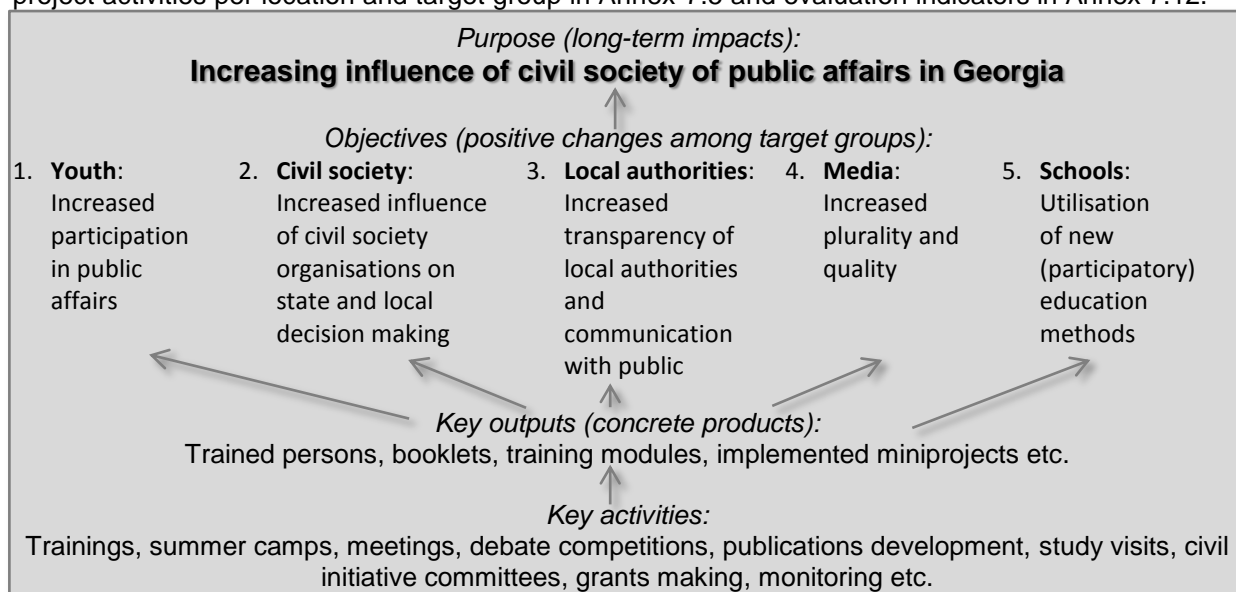 project activities per location and target group in Annex and evaluation indicators in Annex 7.12.
Purpose (long-term impacts):
Increasing influence of civil society of public affairs in Georgia
Objectives (positive changes among target groups):
1. Youth:
Increased
participation
in public
affairs
2. Civil society:
Increased influence
of civil society
organisations on
state and local
decision making
3. Local authorities:
Increased
transparency of
local authorities
and
communication
with public
4. Media:
Increased
plurality and
quality
5. Schools:
Utilisation
of new
(participatory)
education
methods
Key outputs (concrete products):
Trained persons, booklets, training modules, implemented miniprojects etc.
Key activities:
Trainings, summer camps, meetings, debate competitions, publications development, study visits, civil
initiative committees, grants making, monitoring etc.